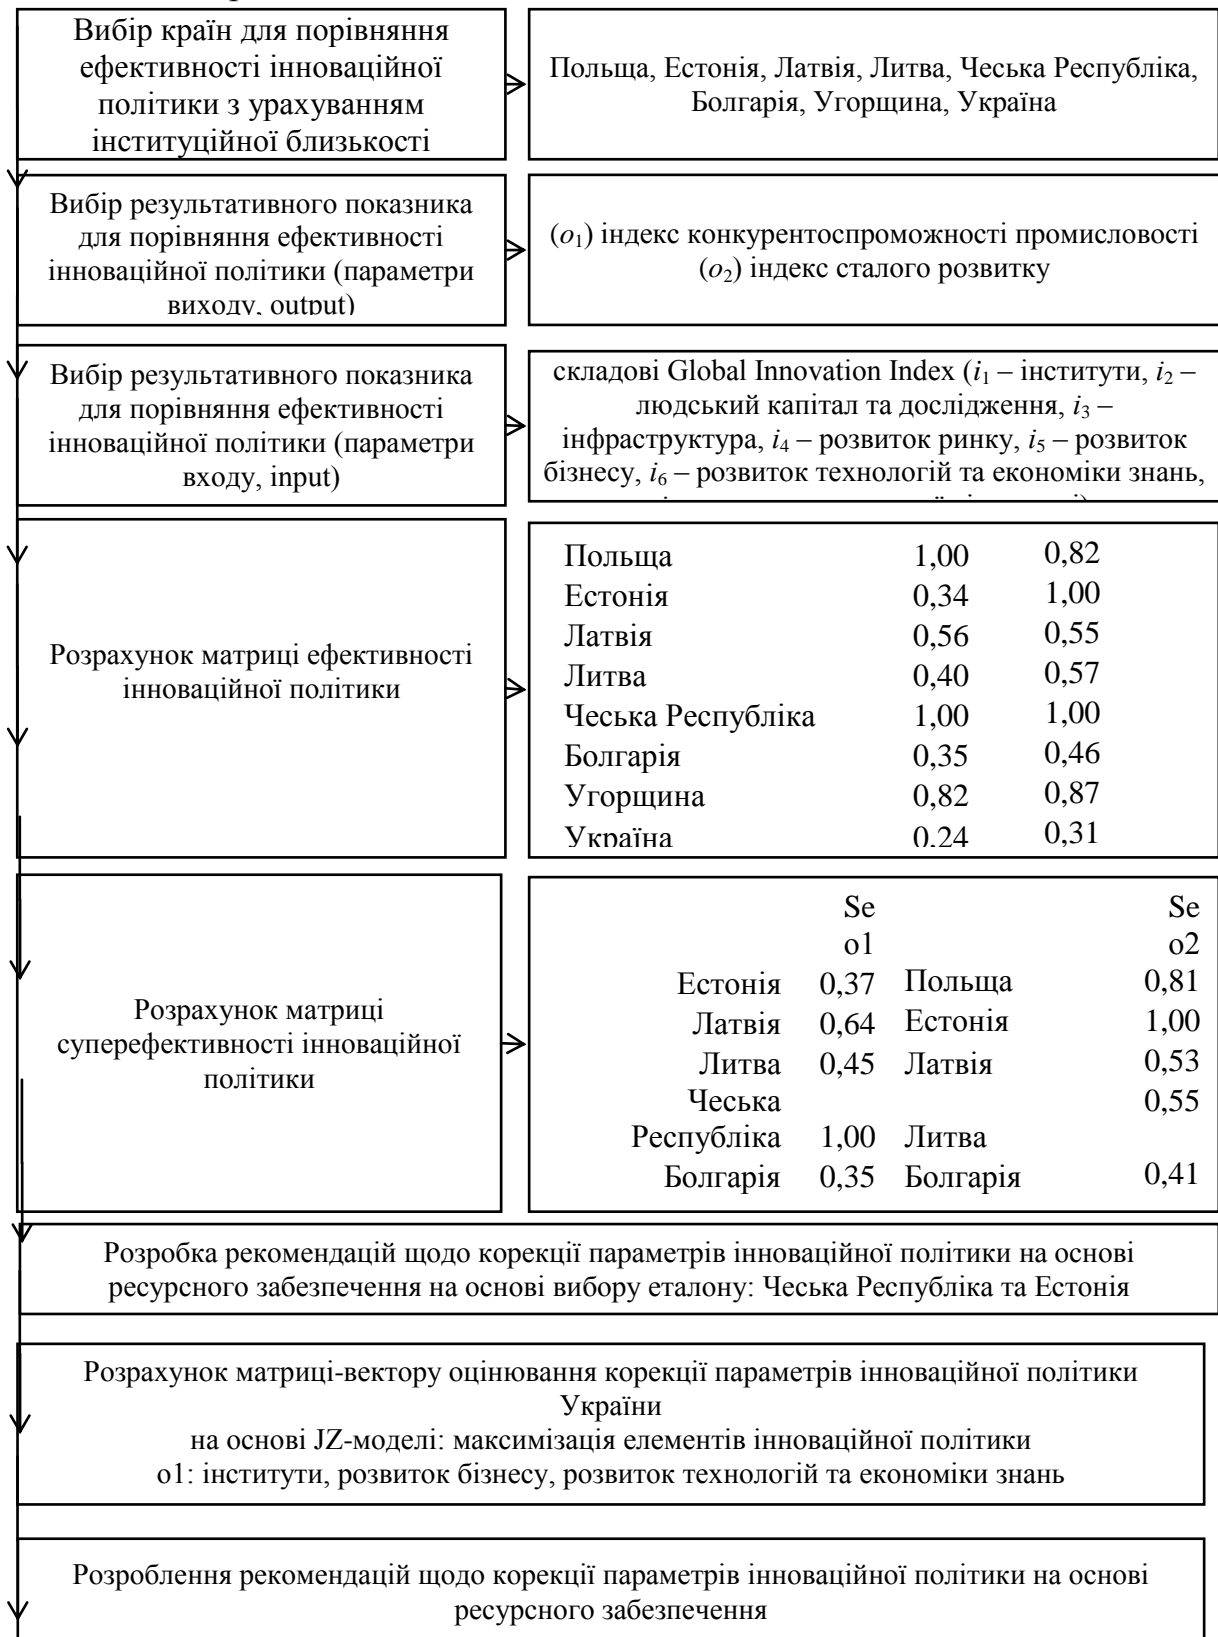 Вибір країн для порівняння
ефективності інноваційної
політики з урахуванням
інституційної близькості
Польща, Естонія, Латвія, Литва, Чеська Республіка,
Болгарія, Угорщина, Україна
Вибір результативного показника
для порівняння ефективності
інноваційної політики (параметри
виходу, output)
(o1) індекс конкурентоспроможності промисловості
(o2) індекс сталого розвитку
Вибір результативного показника
для порівняння ефективності
інноваційної політики (параметри
входу, input)
складові Global Innovation Index (i1 – інститути, i2 –
людський капітал та дослідження, i3 –
інфраструктура, i4 – розвиток ринку, i5 – розвиток
бізнесу, i6 – розвиток технологій та економіки знань,
Розрахунок матриці ефективності
інноваційної політики
Польща 1,00 0,82
Естонія 0,34 1,00
Латвія 0,56 0,55
Литва 0,40 0,57
Чеська Республіка 1,00 1,00
Болгарія 0,35 0,46
Угорщина 0,82 0,87
Україна 0,24 0,31
Розрахунок матриці
суперефективності інноваційної
політики
Se Se
o1 o2
Естонія 0,37 Польща 0,81
Латвія 0,64 Естонія 1,00
Литва 0,45 Латвія 0,53
Чеська 0,55
Республіка 1,00 Литва
Болгарія 0,35 Болгарія 0,41
Розробка рекомендацій щодо корекції параметрів інноваційної політики на основі
ресурсного забезпечення на основі вибору еталону: Чеська Республіка та Естонія
Розрахунок матриці-вектору оцінювання корекції параметрів інноваційної політики
України
на основі JZ-моделі: максимізація елементів інноваційної політики
o1: інститути, розвиток бізнесу, розвиток технологій та економіки знань
Розроблення рекомендацій щодо корекції параметрів інноваційної політики на основі
ресурсного забезпечення